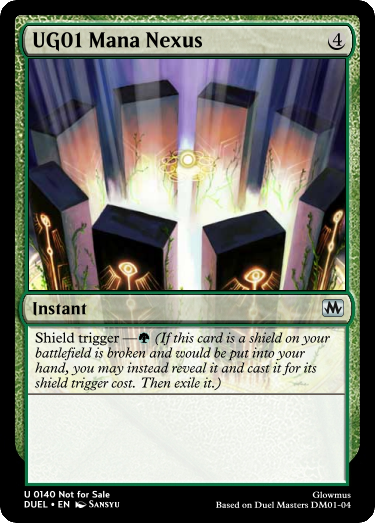 UG01 Mana Nexus 4
Instant
Shield trigger — (If this card is a shield on your
battlefield is broken and would be put into your
hand, you may instead reveal it and cast it for its
shield trigger cost. Then exile it.)
U 0140 Not for Sale
DUEL • EN SANSYU
Glowmus
Based on Duel Masters DM01-04